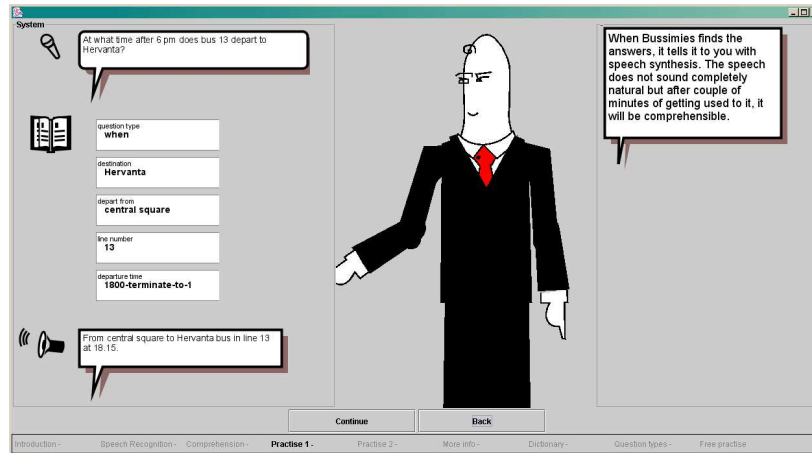 System
At what time after 6 pm does bus 13 depart to
Hervanta?
question type
when
destination
Hervanta
depart from
central square
line number
13
departure time
1800-terminate-to-1
From central square to Hervanta bus in line 13
at 18.15.
When Bussimies finds the
answers, it tells it to you with
speech synthesis. The speech
does not sound completely
natural but after couple of
minutes of getting used to it, it
will be comprehensible.
Continue Back
Introduction - Speech Recognition - Comprehension - Practise 1 - Practise 2 - More info - Dictionary - Question types - Free practise